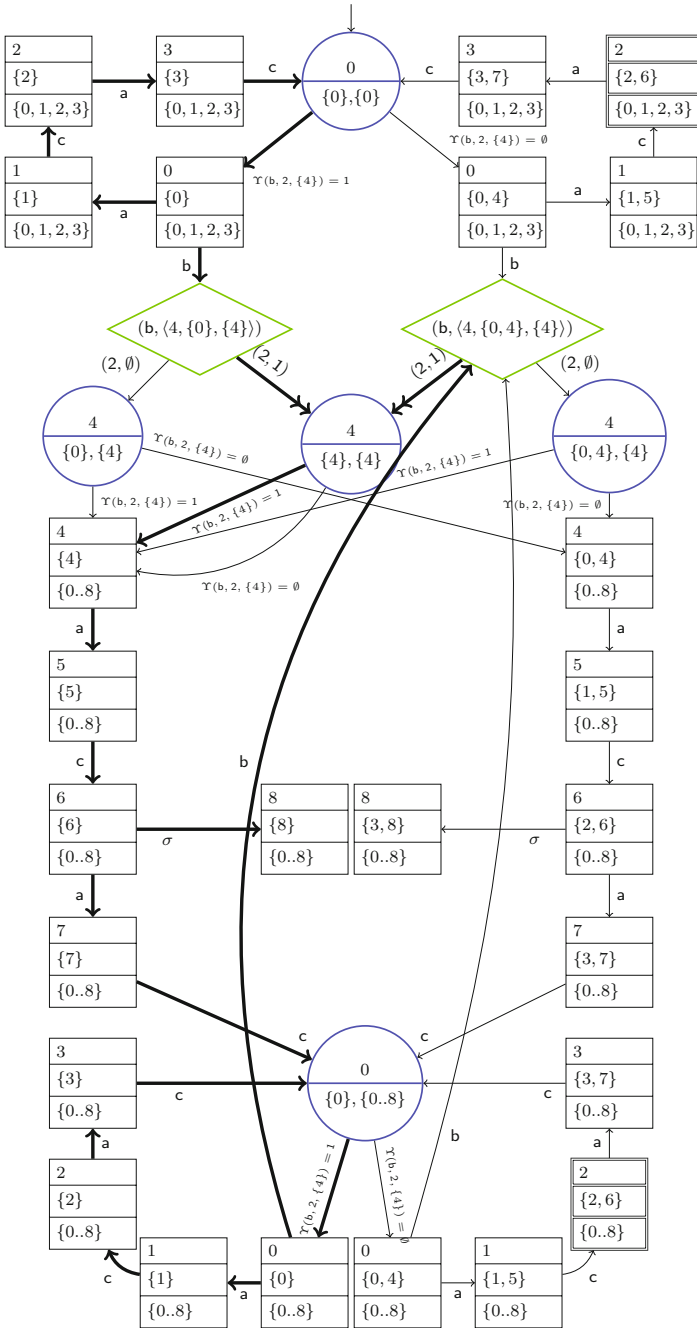 2
{2}
{0, 1, 2, 3}
a
3
{3}
{0, 1, 2, 3}
c
0
{0},{0}
c
3
{3, 7}
{0, 1, 2, 3}
a
2
{2, 6}
{0, 1, 2, 3}
c
c
ϒ(b, 2, {4}) = ∅
ϒ(b, 2, {4}) = 1
1
{1}
{0, 1, 2, 3}
a
0
{0}
{0, 1, 2, 3}
0
{0, 4}
{0, 1, 2, 3}
a
1
{1, 5}
{0, 1, 2, 3}
b
b
(b, ⟨4, {0}, {4}⟩)
(b, ⟨4, {0, 4}, {4}⟩)
(2, ∅)
(2, 1)
(2, 1)
(2, ∅)
4
{0}, {4}
4
{4}, {4}
4
{0, 4}, {4}
ϒ(b, 2, {4}) = ∅
ϒ(b, 2, {4}) = 1
ϒ(b, 2, {4}) = 1
ϒ(b, 2, {4}) = 1
ϒ(b, 2, {4}) = ∅
ϒ(b, 2, {4}) = ∅
4
{4}
{0..8}
4
{0, 4}
{0..8}
a
a
5
{5}
{0..8}
5
{1, 5}
{0..8}
c
b
c
6
{6}
{0..8}
σ
8
{8}
{0..8}
8
{3, 8}
{0..8}
σ
6
{2, 6}
{0..8}
a
a
7
{7}
{0..8}
7
{3, 7}
{0..8}
c
c
3
{3}
{0..8}
c
0
{0}, {0..8}
c
3
{3, 7}
{0..8}
a
ϒ(b, 2, {4}) = 1
ϒ(b, 2, {4}) = ∅
b
a
2
{2}
{0..8}
2
{2, 6}
{0..8}
c
1
{1}
{0..8}
a
0
{0}
{0..8}
0
{0, 4}
{0..8}
a
1
{1, 5}
{0..8}
c